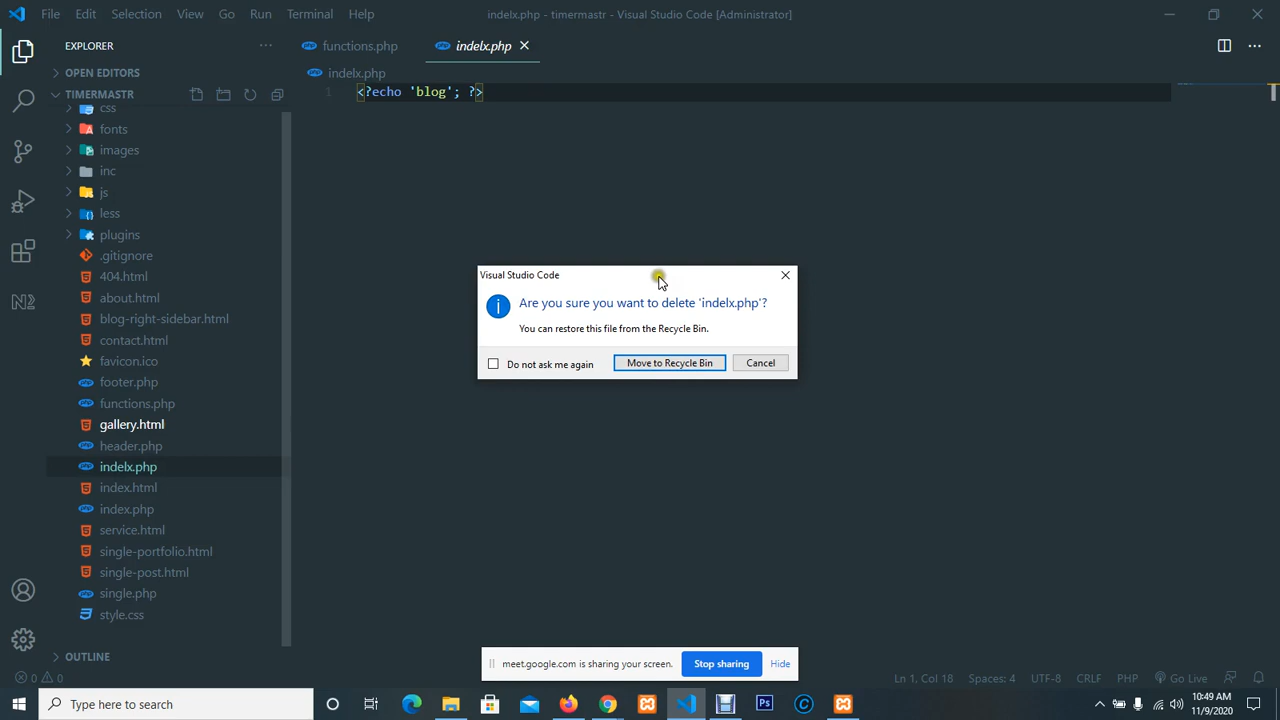 File Edit Selection View Go Run Terminal Help indelx.php - timermastr - Visual Studio Code [Administrator]
EXPLORER ··· functions.php indelx.php
OPEN EDITORS indelx.php
TIMERMASTR 1 <?echo 'blog'; ?>
css
fonts
images
inc
js
less
plugins
.gitignore
404.html
about.html
blog-right-sidebar.html
contact.html
favicon.ico
footer.php
functions.php
gallery.html
header.php
indelx.php
index.html
index.php
service.html
single-portfolio.html
single-post.html
single.php
style.css
OUTLINE
Visual Studio Code
Are you sure you want to delete 'indelx.php'?
You can restore this file from the Recycle Bin.
Do not ask me again Move to Recycle Bin Cancel
meet.google.com is sharing your screen. Stop sharing Hide
0 0 Ln 1, Col 18 Spaces: 4 UTF-8 CRLF PHP Go Live
Type here to search
10:49 AM
11/9/2020